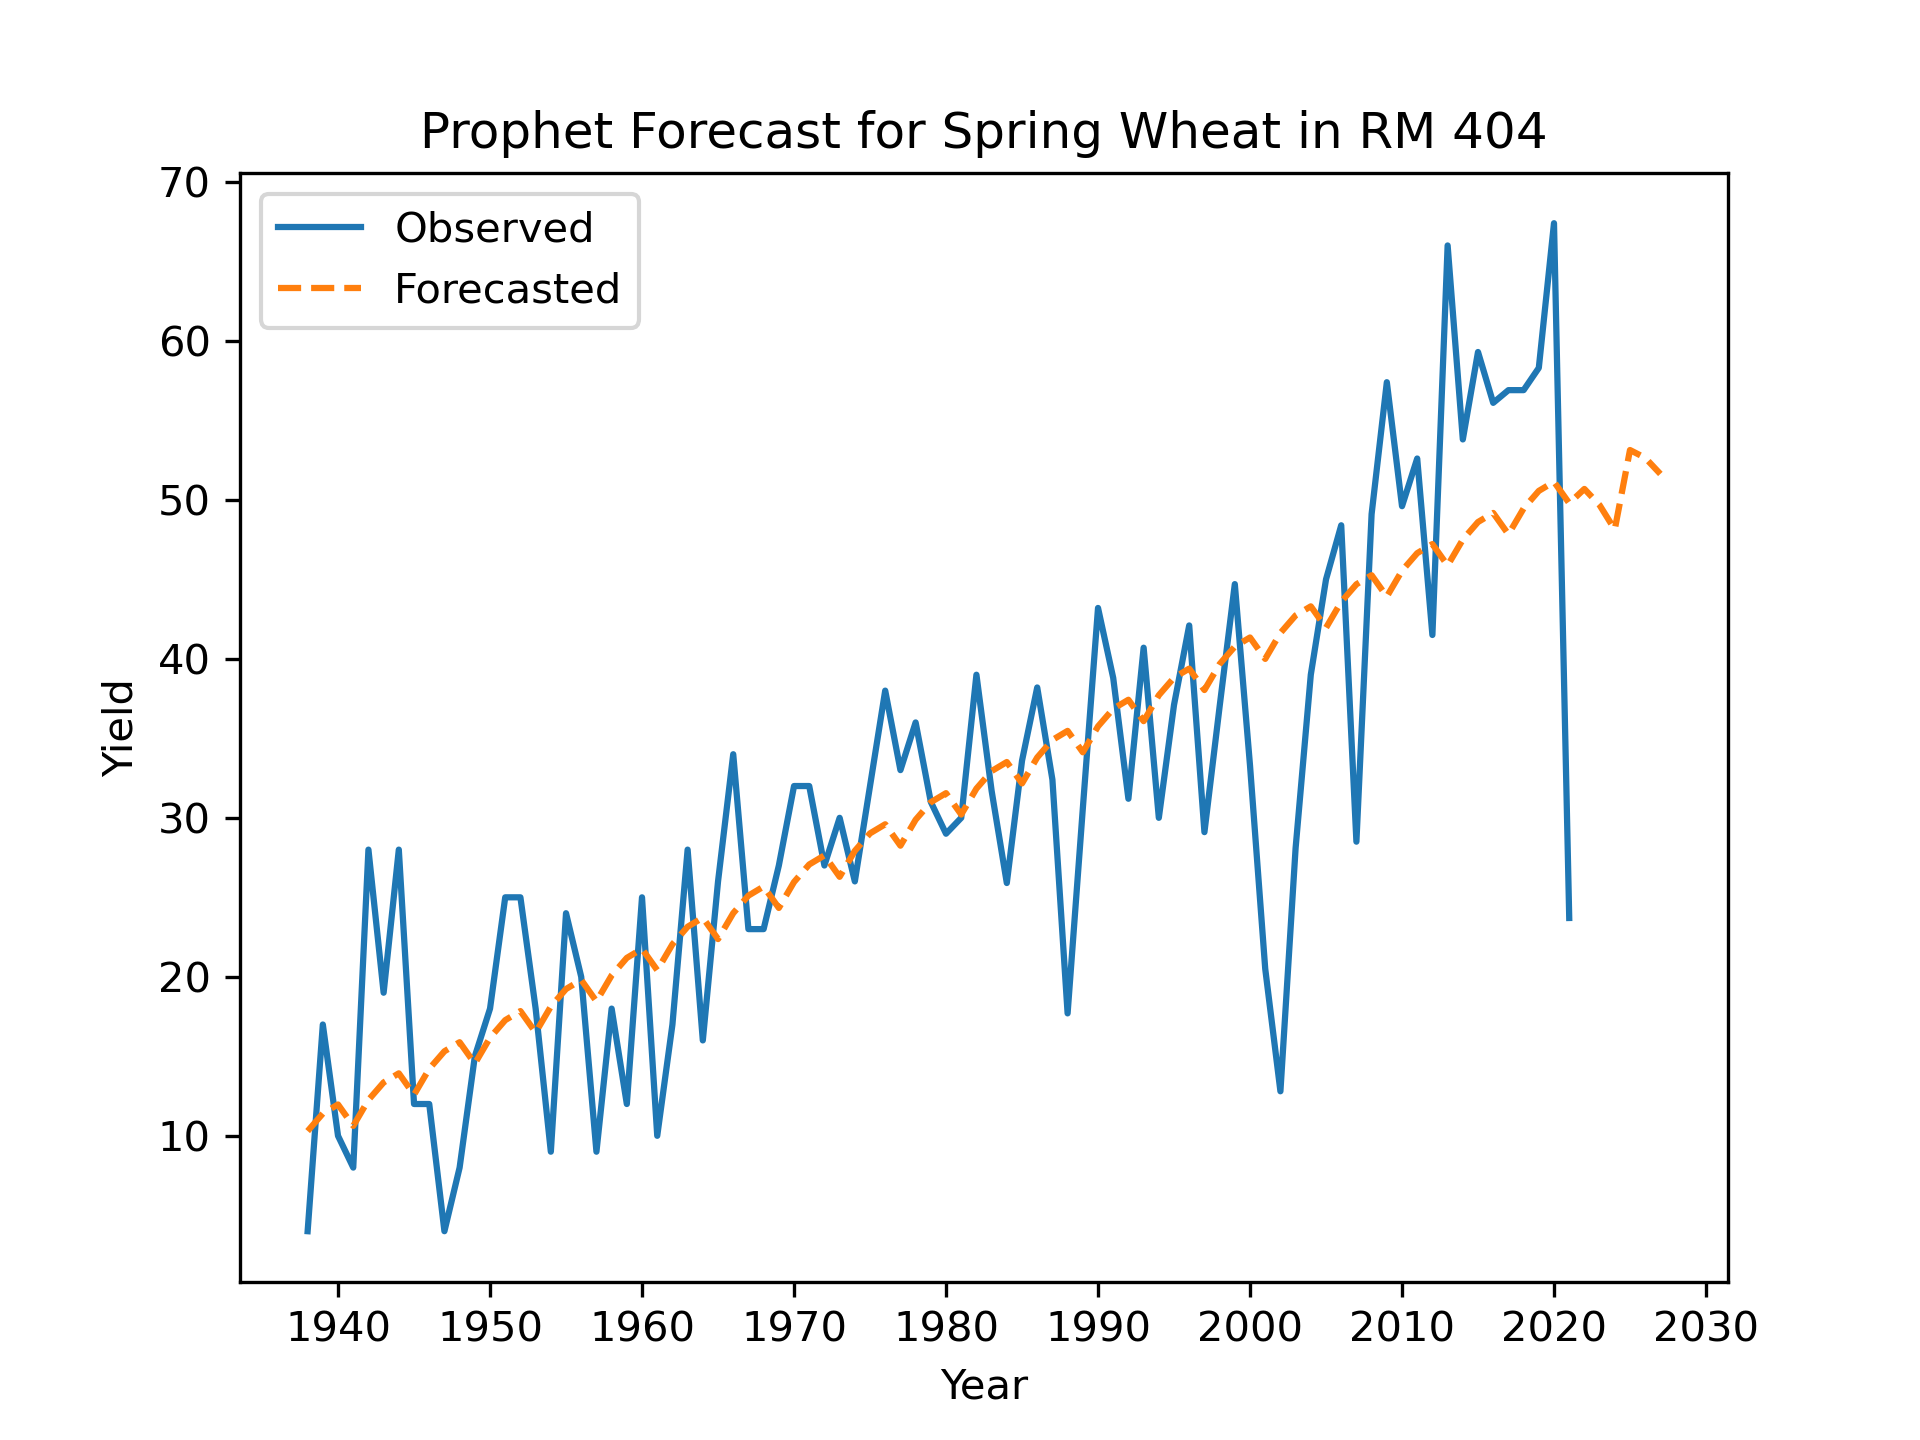 Prophet Forecast for Spring Wheat in RM 404
70
60
50
40
30
20
10
Yield
Observed
Forecasted
1940 1950 1960 1970 1980 1990 2000 2010 2020 2030
Year